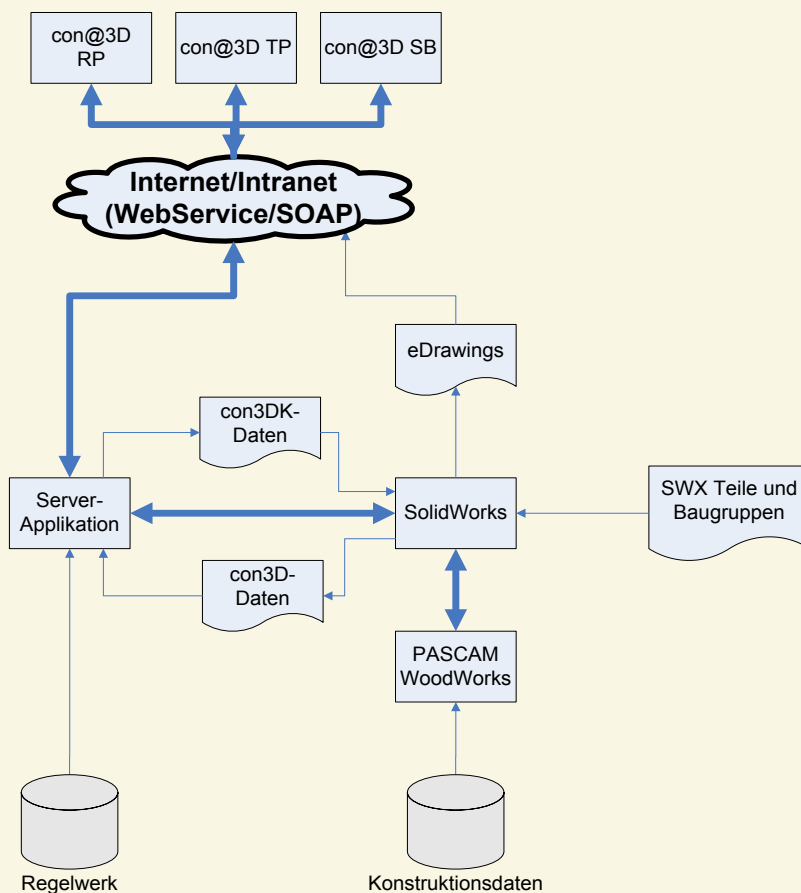 con@3D
RP
con@3D TP
con@3D SB
Internet/Intranet
(WebService/SOAP)
eDrawings
con3DK-
Daten
Server-
Applikation
SolidWorks
SWX Teile und
Baugruppen
con3D-
Daten
PASCAM
WoodWorks
Regelwerk
Konstruktionsdaten